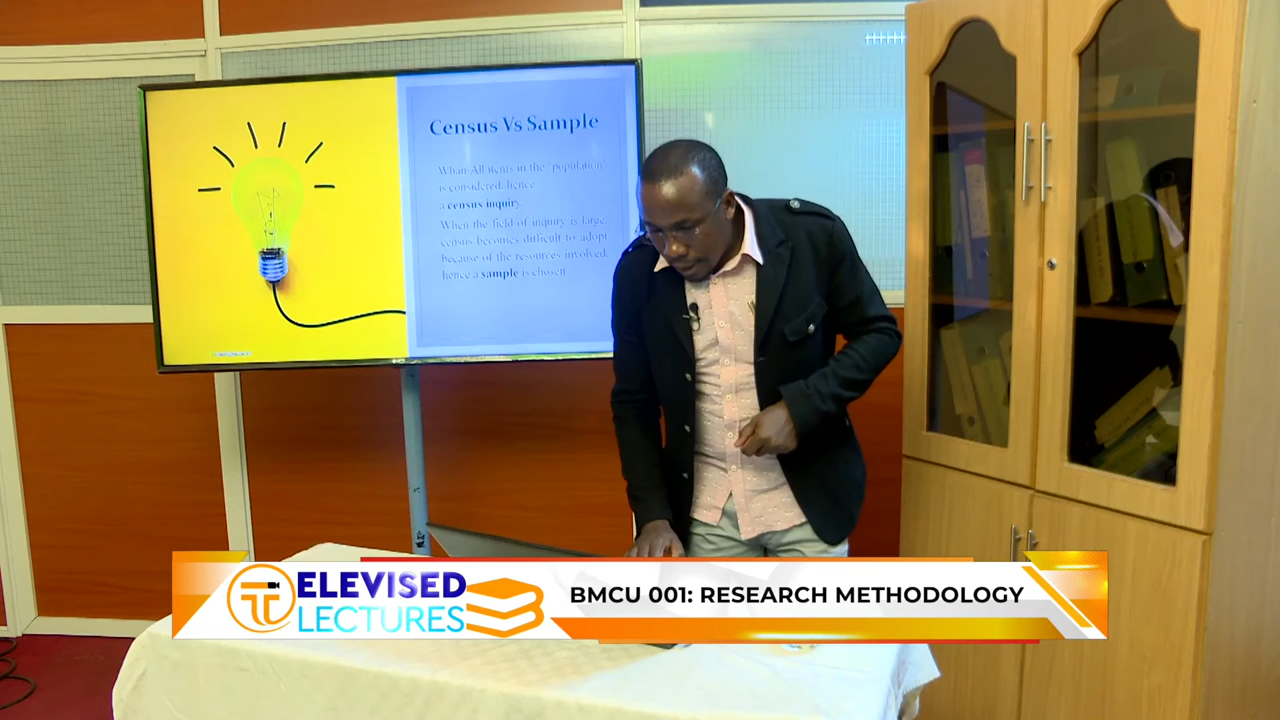 Census Vs Sample
Whan All items in the 'population'
is considered, hence
a census inquiry.
When the field of inquiry is large,
census becomes difficult to adopt
because of the resources involved,
hence a sample is chosen
TELEVISED
LECTURES
BMCU 001: RESEARCH METHODOLOGY